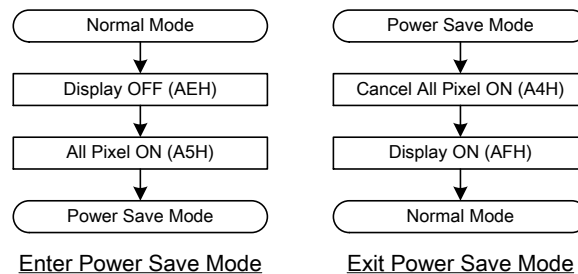 Normal Mode
Display OFF (AEH)
All Pixel ON (A5H)
Power Save Mode
Enter Power Save Mode
Power Save Mode
Cancel All Pixel ON (A4H)
Display ON (AFH)
Normal Mode
Exit Power Save Mode